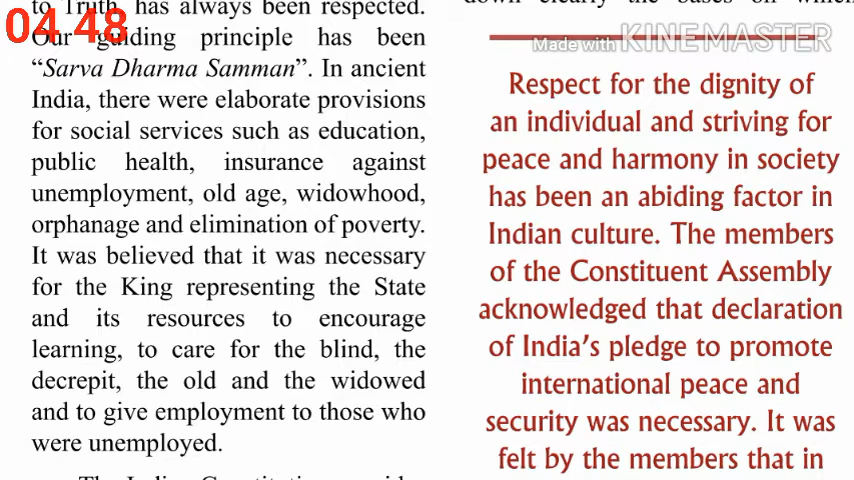 to Truth, has always been respected.
04 48
Our guiding principle has been
“Sarva Dharma Samman”. In ancient
India, there were elaborate provisions
for social services such as education,
public health, insurance against
unemployment, old age, widowhood,
orphanage and elimination of poverty.
It was believed that it was necessary
for the King representing the State
and its resources to encourage
learning, to care for the blind, the
decrepit, the old and the widowed
and to give employment to those who
were unemployed.
down clearly the bases on which
Made with KINEMASTER
Respect for the dignity of
an individual and striving for
peace and harmony in society
has been an abiding factor in
Indian culture. The members
of the Constituent Assembly
acknowledged that declaration
of India’s pledge to promote
international peace and
security was necessary. It was
felt by the members that in